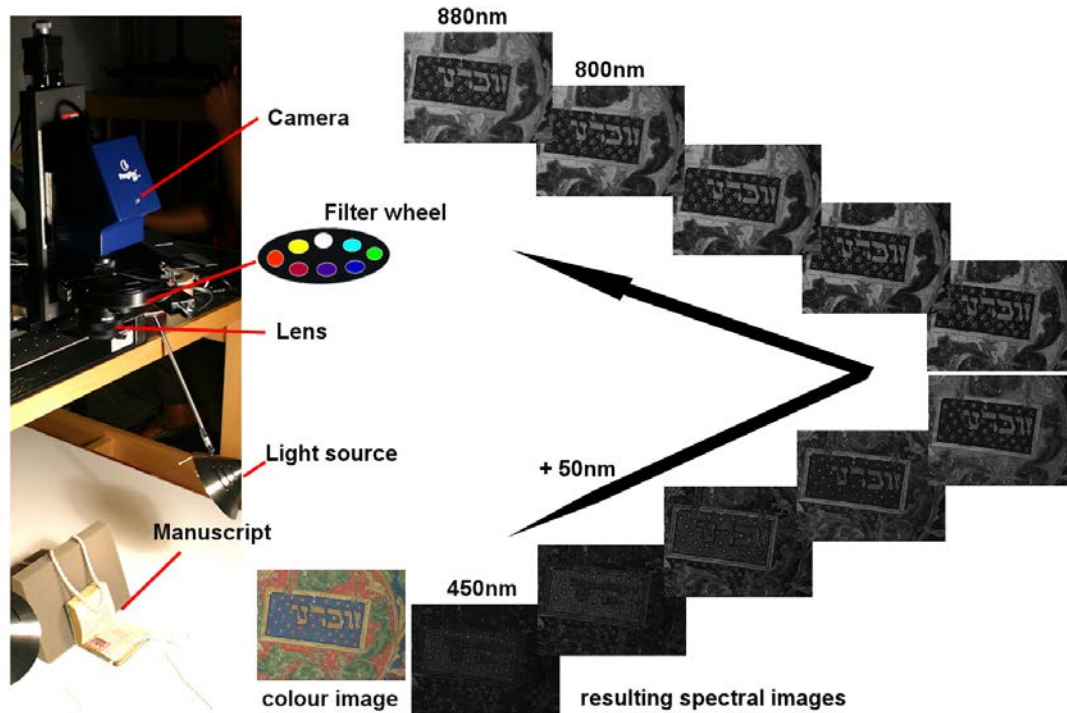 880nm
800nm
Camera
Filter wheel
Lens
Light source
+ 50nm
Manuscript
450nm
colour image
resulting spectral images